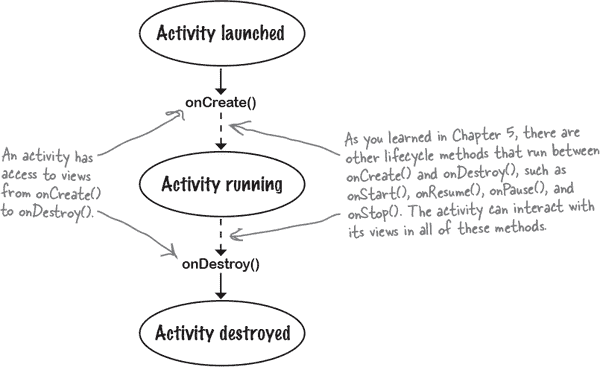 Activity launched
onCreate()
An activity has
access to views
from onCreate()
to onDestroy().
As you learned in Chapter 5, there are
other lifecycle methods that run between
onCreate() and onDestroy(), such as
onStart(), onResume(), onPause(), and
onStop(). The activity can interact with
its views in all of these methods.
Activity running
onDestroy()
Activity destroyed